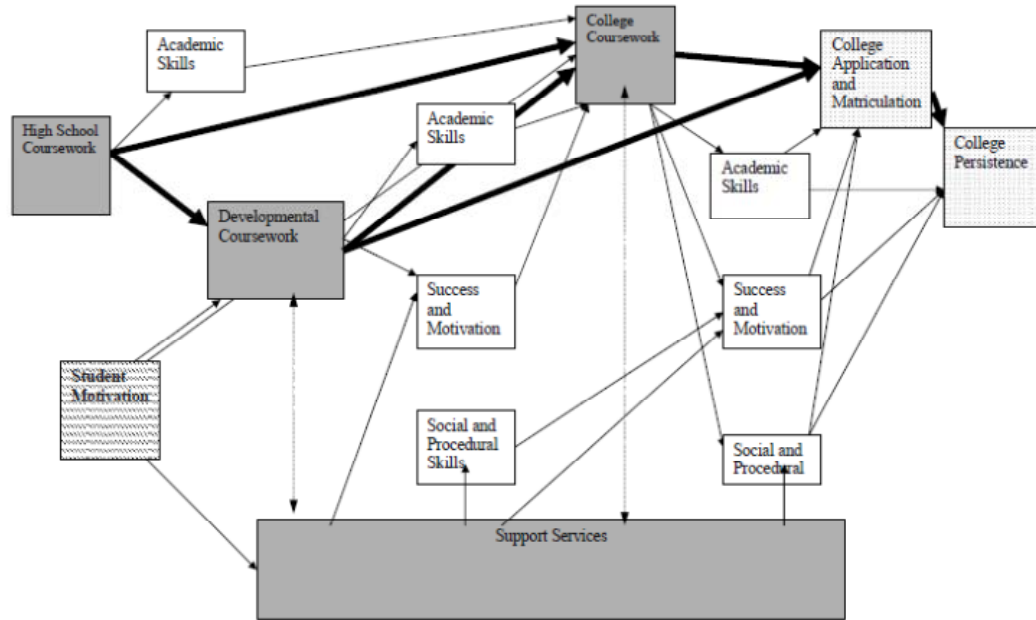 Academic
Skills
College
Coursework
College
Application
and
Matriculation
High School
Coursework
Academic
Skills
College
Persistence
Academic
Skills
Developmental
Coursework
Success
and
Motivation
Success
and
Motivation
Student
Motivation
Social and
Procedural
Skills
Social and
Procedural
Support Services